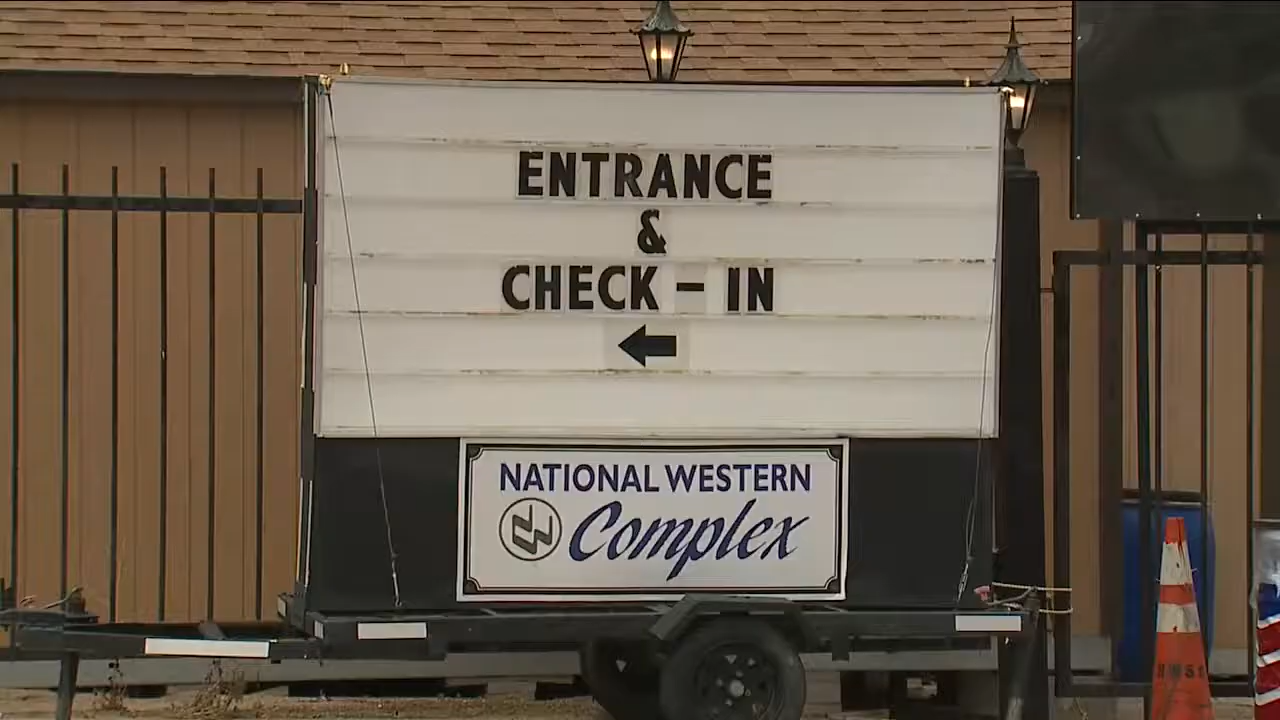 ENTRANCE
&
CHECK - IN
NATIONAL WESTERN
Complex